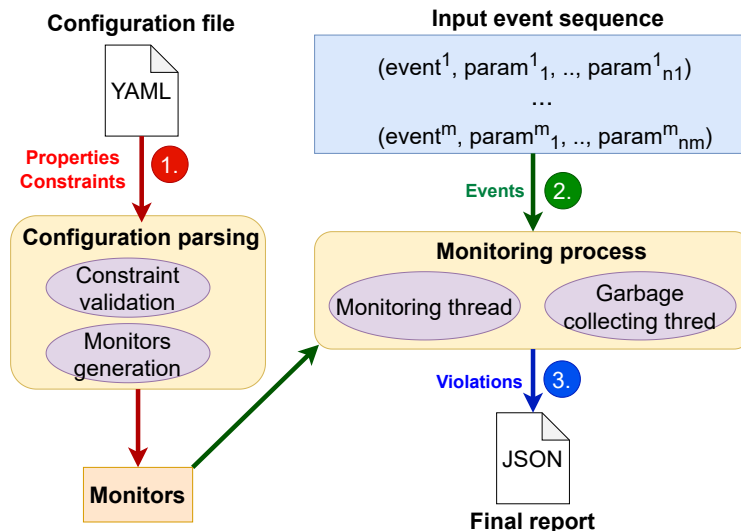 Configuration file
YAML
Properties
Constraints
1.
Configuration parsing
Constraint
validation
Monitors
generation
Monitors
Input event sequence
(event¹, param¹₁, .., param¹ₙ₁)
...
(eventᵐ, paramᵐ₁, .., paramᵐₙₘ)
Events
2.
Monitoring process
Monitoring thread
Garbage
collecting thred
Violations
3.
JSON
Final report